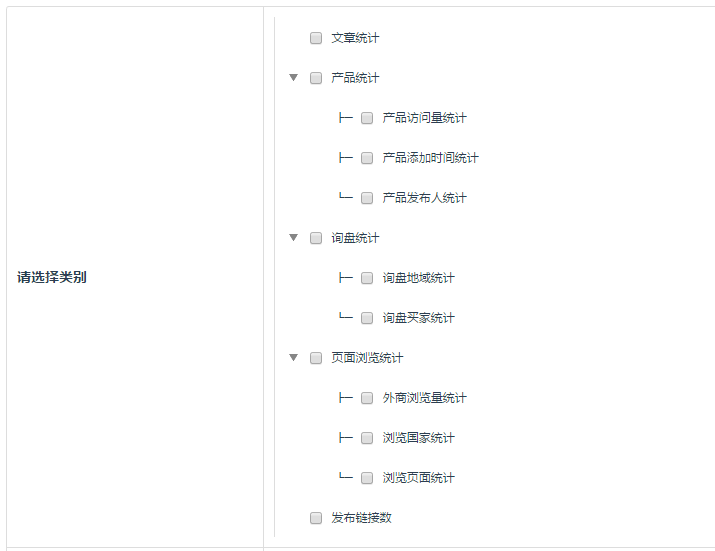 请选择类别
文章统计
产品统计
产品访问量统计
产品添加时间统计
产品发布人统计
询盘统计
询盘地域统计
询盘买家统计
页面浏览统计
外商浏览量统计
浏览国家统计
浏览页面统计
发布链接数